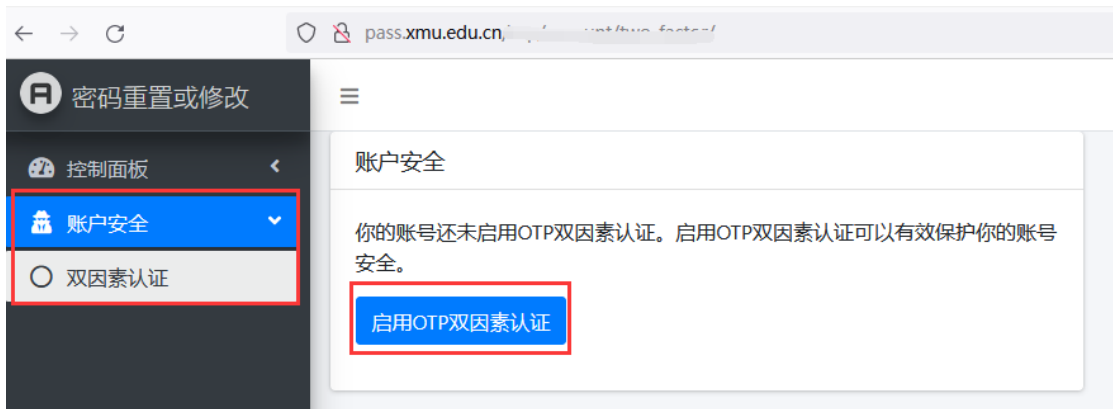 pass.xmu.edu.cn
密码重置或修改
控制面板
账户安全
双因素认证
账户安全
你的账号还未启用OTP双因素认证。启用OTP双因素认证可以有效保护你的账号
安全。
启用OTP双因素认证